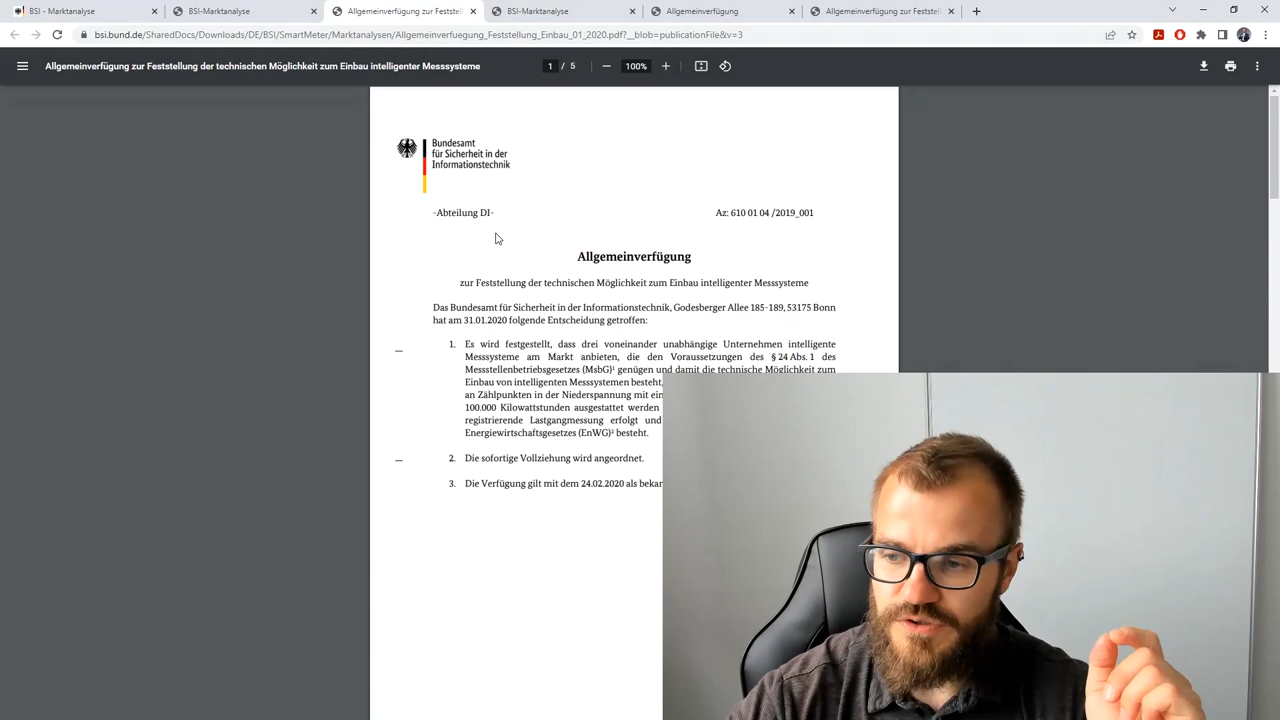 BSI - Marktanalyse
BSI-Marktanalyse
Allgemeinverfügung zur Feststell
BSI-Marktanalyse
Allgemeinverfügung
Allgemeinverfügung zur Feststell
bsi.bund.de/SharedDocs/Downloads/DE/BSI/SmartMeter/Marktanalysen/Allgemeinverfuegung_Feststellung_Einbau_01_2020.pdf?__blob=publicationFile&v=3
Allgemeinverfügung zur Feststellung der technischen Möglichkeit zum Einbau intelligenter Messsysteme
1 / 5
100%
Bundesamt
für Sicherheit in der
Informationstechnik
-Abteilung DI-
Az: 610 01 04 /2019_001
Allgemeinverfügung
zur Feststellung der technischen Möglichkeit zum Einbau intelligenter Messsysteme
Das Bundesamt für Sicherheit in der Informationstechnik, Godesberger Allee 185-189, 53175 Bonn
hat am 31.01.2020 folgende Entscheidung getroffen:
1. Es wird festgestellt, dass drei voneinander unabhängige Unternehmen intelligente
Messsysteme am Markt anbieten, die den Voraussetzungen des § 24 Abs. 1 des
Messstellenbetriebsgesetzes (MsbG)¹ genügen und damit die technische Möglichkeit zum
Einbau von intelligenten Messsystemen besteht,
an Zählpunkten in der Niederspannung mit ein
100.000 Kilowattstunden ausgestattet werden
registrierende Lastgangmessung erfolgt und
Energiewirtschaftsgesetzes (EnWG)² besteht.
2. Die sofortige Vollziehung wird angeordnet.
3. Die Verfügung gilt mit dem 24.02.2020 als bekan